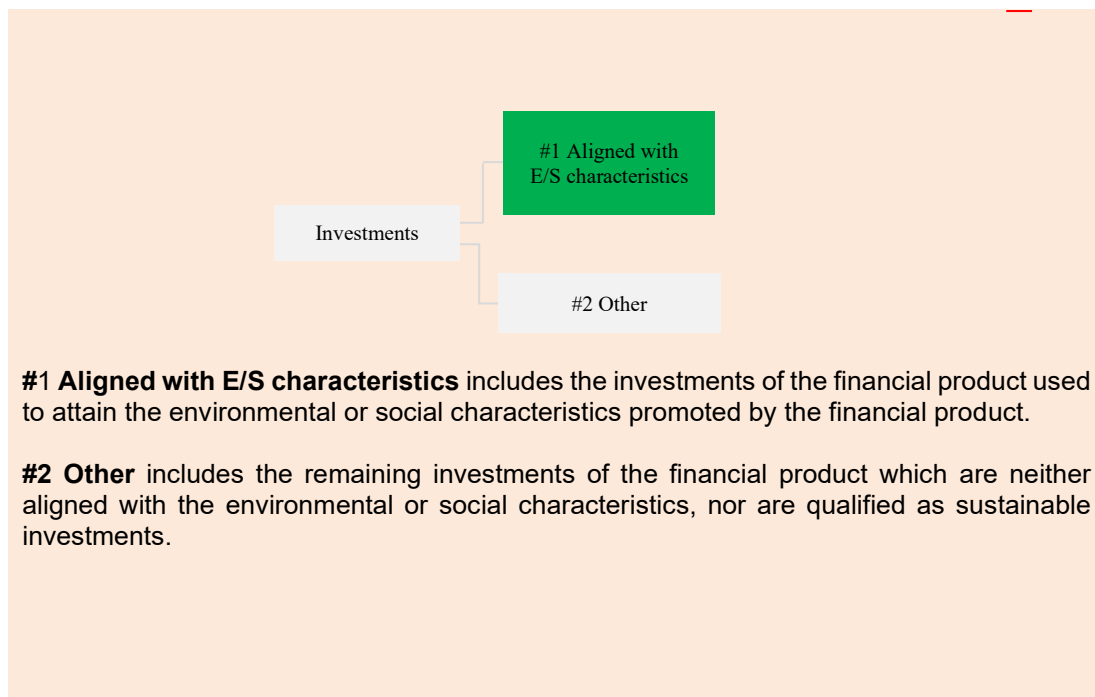 #1 Aligned with
E/S characteristics
Investments
#2 Other
#1 Aligned with E/S characteristics includes the investments of the financial product used
to attain the environmental or social characteristics promoted by the financial product.
#2 Other includes the remaining investments of the financial product which are neither
aligned with the environmental or social characteristics, nor are qualified as sustainable
investments.